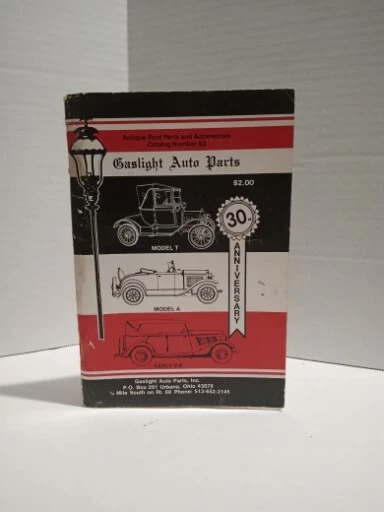 Antique Ford Parts and Accessories
Catalog Number 93
Gaslight Auto Parts
$2.00
30th
ANNIVERSARY
MODEL T
MODEL A
EARLY V-8
Gaslight Auto Parts, Inc.
P.O. Box 291 Urbana, Ohio 43078
½ Mile South on Rt. 68 Phone: 513-652-2145